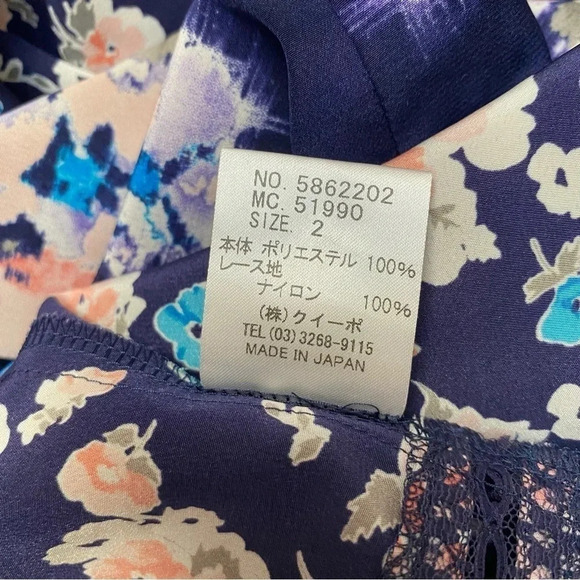 NO. 5862202
MC. 51990
SIZE. 2
本体 ポリエステル 100%
レース地
ナイロン 100%
(株)クイーポ
TEL (03) 3268-9115
MADE IN JAPAN